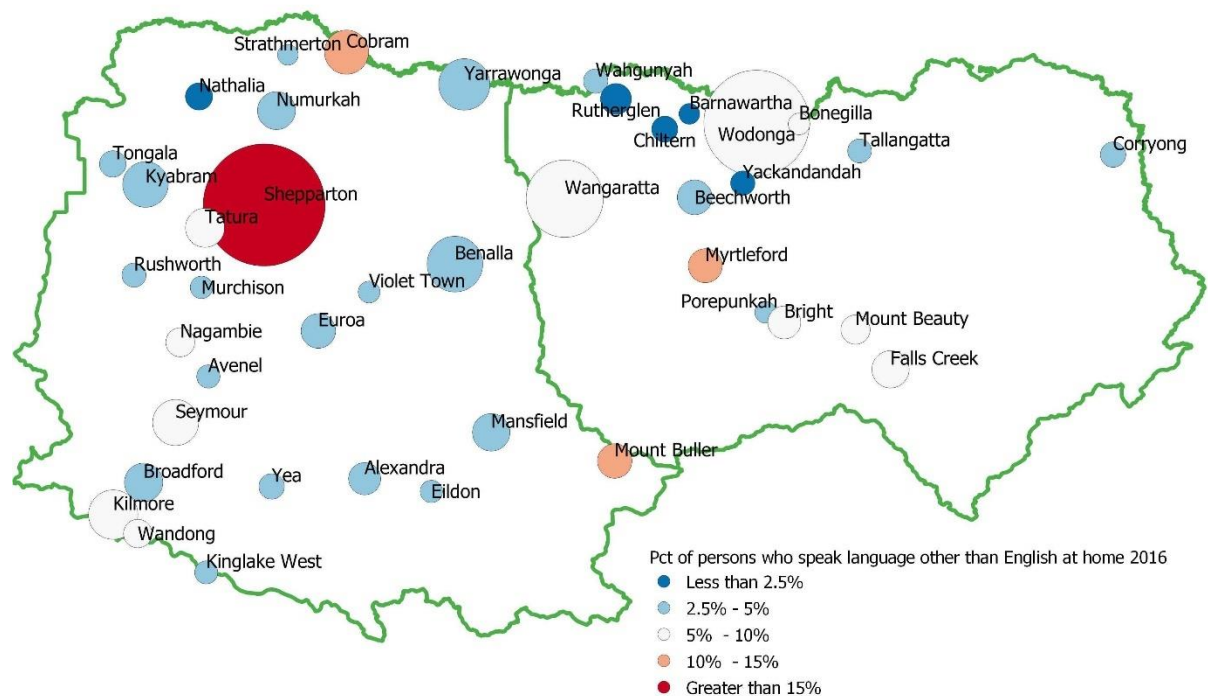 Strathmerton
Cobram
Nathalia
Numurkah
Yarrawonga
Wahgunyah
Rutherglen
Barnawartha
Chiltern
Wodonga
Bonegilla
Tallangatta
Corryong
Tongala
Kyabram
Shepparton
Tatura
Wangaratta
Yackandandah
Beechworth
Rushworth
Murchison
Violet Town
Benalla
Myrtleford
Nagambie
Euroa
Porepunkah
Bright
Mount Beauty
Avenel
Falls Creek
Seymour
Mansfield
Mount Buller
Broadford
Yea
Alexandra
Eildon
Kilmore
Wandong
Kinglake West
Pct of persons who speak language other than English at home 2016
Less than 2.5%
2.5% - 5%
5% - 10%
10% - 15%
Greater than 15%